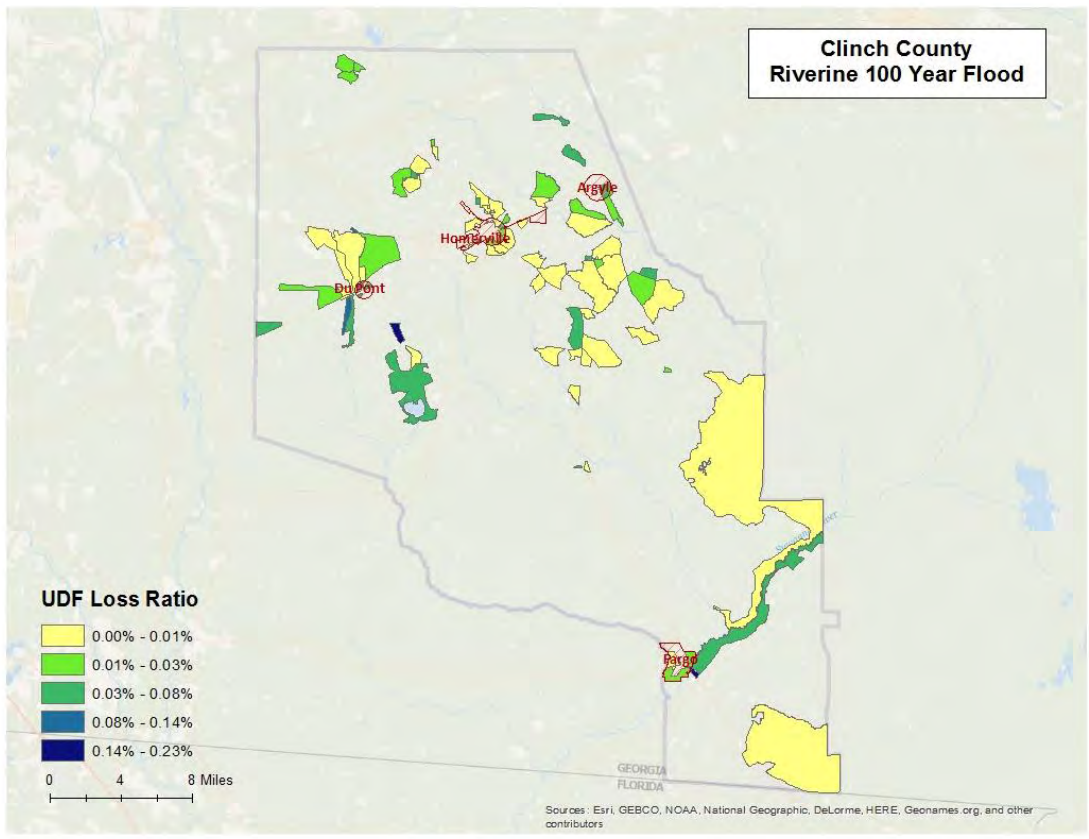 Clinch County
Riverine 100 Year Flood
Argyle
Homerville
Du Pont
Fargo
UDF Loss Ratio
0.00% - 0.01%
0.01% - 0.03%
0.03% - 0.08%
0.08% - 0.14%
0.14% - 0.23%
0 4 8 Miles
GEORGIA
FLORIDA
Sources: Esri, GEBCO, NOAA, National Geographic, DeLorme, HERE, Geonames.org, and other
contributors